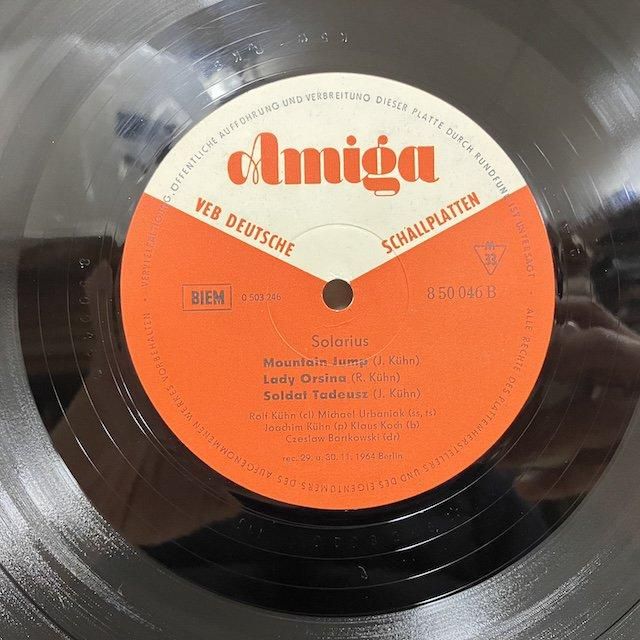 VERVIELFÄLTIGUNG, ÖFFENTLICHE AUFFÜHRUNG UND VERBREITUNG DIESER PLATTE DURCH RUNDFUNK IST UNTERSAGT • ALLE RECHTE DES PLATTENHERSTELLERS UND DES EIGENTÜMERS DES AUFGENOMMENEN WERKES VORBEHALTEN •
Amiga
VEB DEUTSCHE SCHALLPLATTEN
M
33
BIEM 0 503 246
8 50 046 B
Solarius
Mountain Jump (J. Kühn)
Lady Orsina (R. Kühn)
Soldat Tadeusz (J. Kühn)
Rolf Kühn (cl) Michael Urbaniak (ss, ts)
Joachim Kühn (p) Klaus Koch (b)
Czeslaw Bartkowski (dr)
rec. 29. u. 30. 11. 1964 Berlin